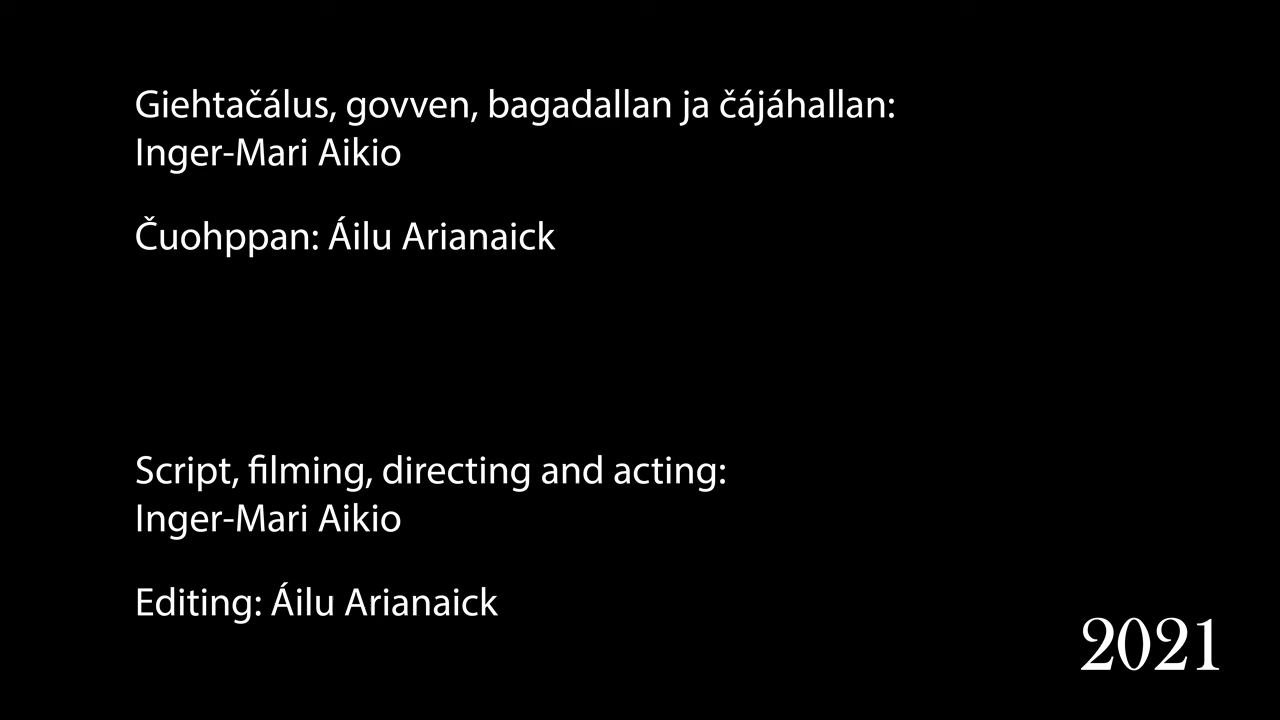 Giehtačálus, govven, bagadallan ja čájáhallan:
Inger-Mari Aikio
Čuohppan: Áilu Arianaick
Script, filming, directing and acting:
Inger-Mari Aikio
Editing: Áilu Arianaick
2021